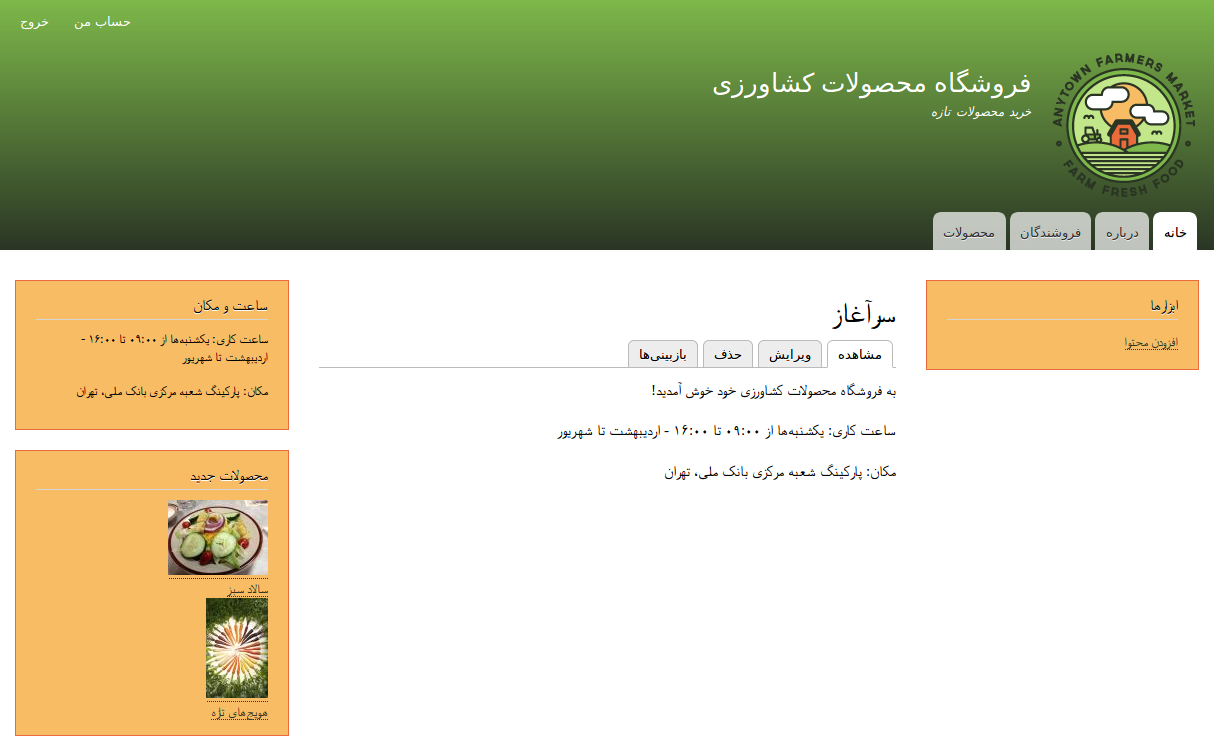 حساب من
خروج
ANYTOWN FARMERS MARKET
FARM FRESH FOOD
فروشگاه محصولات کشاورزی
خرید محصولات تازه
خانه
درباره
فروشندگان
محصولات
ابزارها
افزودن محتوا
سرآغاز
مشاهده
ویرایش
حذف
بازبینی‌ها
به فروشگاه محصولات کشاورزی خود خوش آمدید!
ساعت کاری: یکشنبه‌ها از ۰۹:۰۰ تا ۱۶:۰۰ - اردیبهشت تا شهریور
مکان: پارکینگ شعبه مرکزی بانک ملی، تهران
ساعت و مکان
ساعت کاری: یکشنبه‌ها از ۰۹:۰۰ تا ۱۶:۰۰ -
اردیبهشت تا شهریور
مکان: پارکینگ شعبه مرکزی بانک ملی، تهران
محصولات جدید
سالاد سبز
هویج‌های تازه